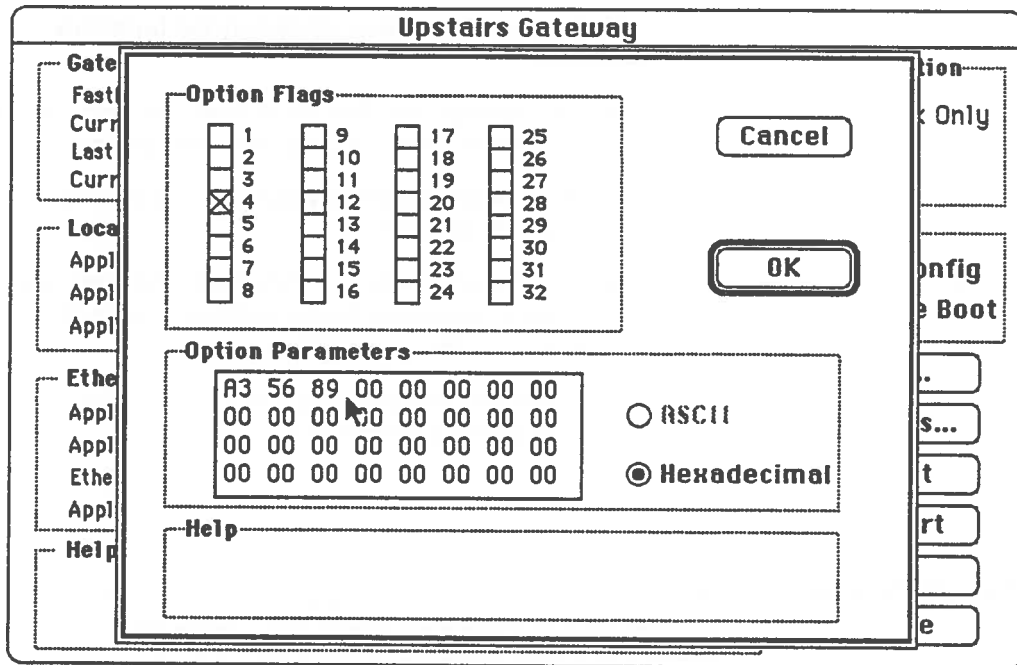 Upstairs Gateway
Gate
tion
Option Flags
Fast
Only
Curr
Last
Curr
1 9 17 25
2 10 18 26
3 11 19 27
4 12 20 28
5 13 21 29
6 14 22 30
7 15 23 31
8 16 24 32
Cancel
Loca
Appl
Appl
Appl
OK
onfig
e Boot
Option Parameters
A3 56 89 00 00 00 00 00
00 00 00 00 00 00 00 00
00 00 00 00 00 00 00 00
00 00 00 00 00 00 00 00
ASCII
Hexadecimal
Ethe
Appl
Appl
Ethe
Appl
s...
t
rt
Help
Help
e